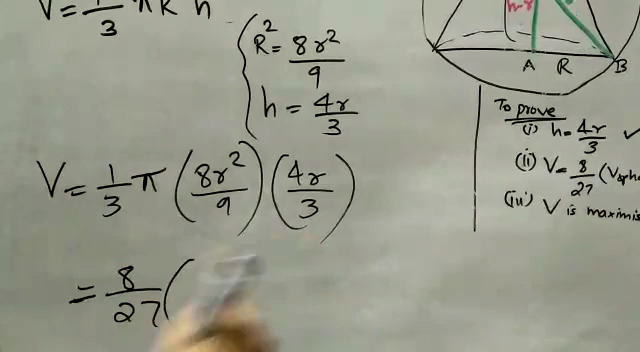 V = 1/3 π R h
R² = 8r²/9
h = 4r/3
V = 1/3 π (8r²/9) (4r/3)
= 8/27 (
h-r
A R B
To prove
(i) h = 4r/3 ✓
(ii) V = 8/27 (Vsph
(iii) V is maximis